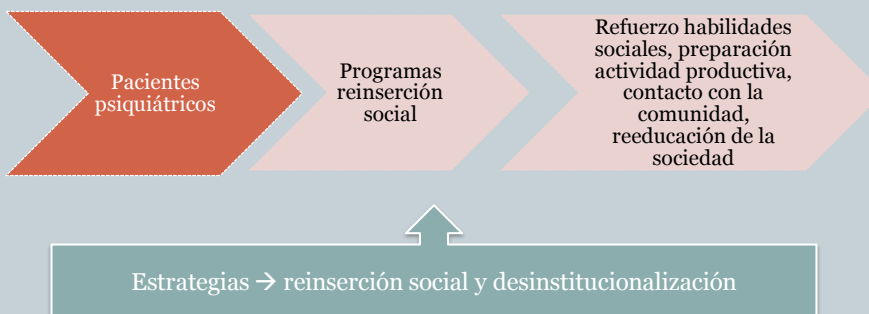 Pacientes
psiquiátricos
Programas
reinserción
social
Refuerzo habilidades
sociales, preparación
actividad productiva,
contacto con la
comunidad,
reeducación de la
sociedad
Estrategias → reinserción social y desinstitucionalización